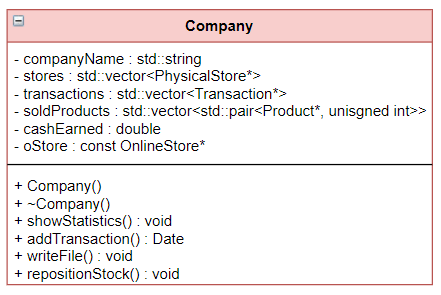 Company
- companyName : std::string
- stores : std::vector<PhysicalStore*>
- transactions : std::vector<Transaction*>
- soldProducts : std::vector<std::pair<Product*, unisgned int>>
- cashEarned : double
- oStore : const OnlineStore*
+ Company()
+ ~Company()
+ showStatistics() : void
+ addTransaction() : Date
+ writeFile() : void
+ repositionStock() : void